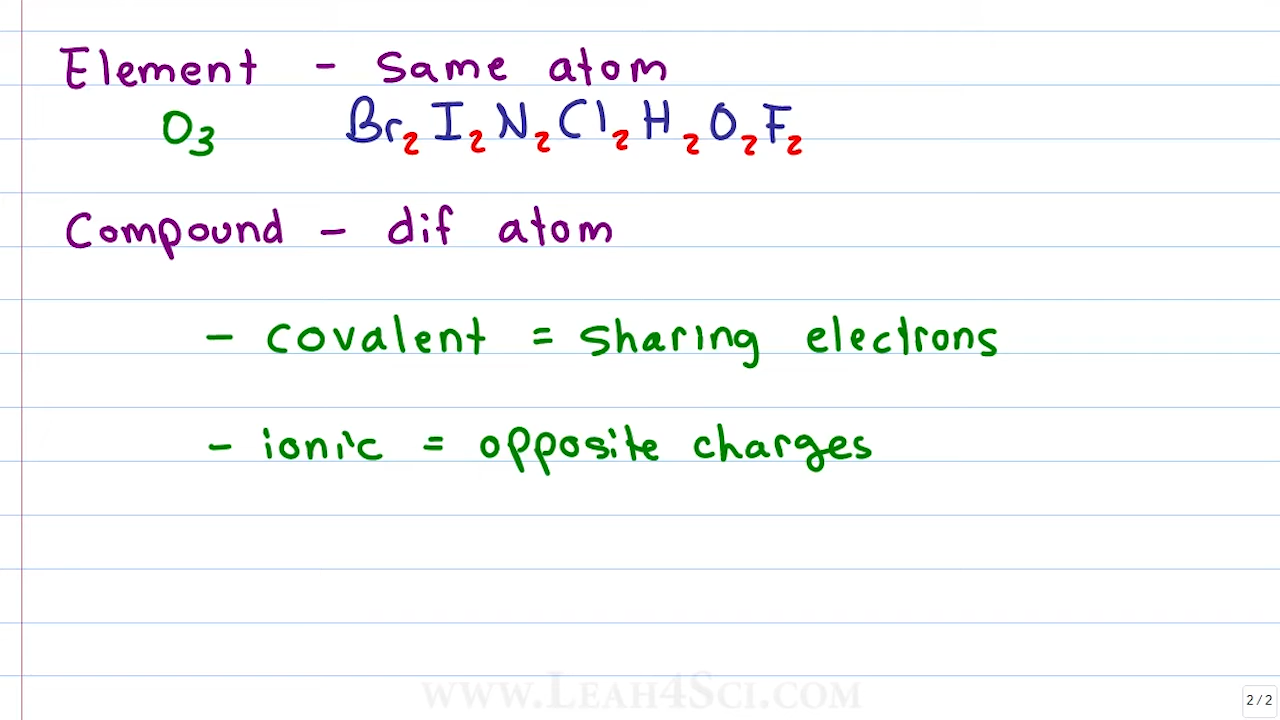 Element - same atom
O3 Br2 I2 N2 Cl2 H2 O2 F2
Compound - dif atom
- covalent = sharing electrons
- ionic = opposite charges
www.Leah4Sci.com
2/2